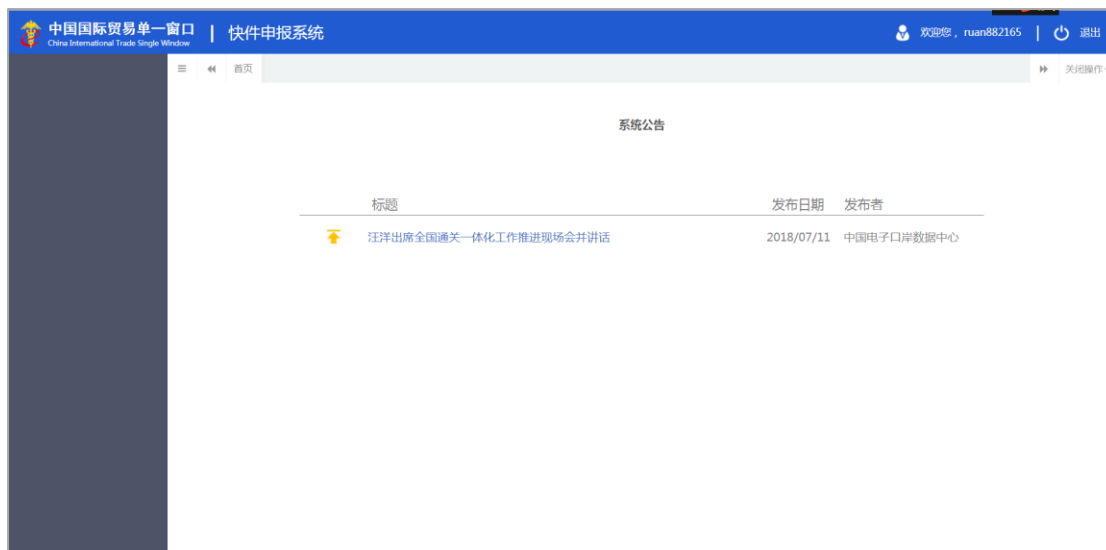 中国国际贸易单一窗口 | 快件申报系统
China International Trade Single Window
欢迎您，ruan882165 | 退出
首页 关闭操作
系统公告
标题 发布日期 发布者
汪洋出席全国通关一体化工作推进现场会并讲话 2018/07/11 中国电子口岸数据中心